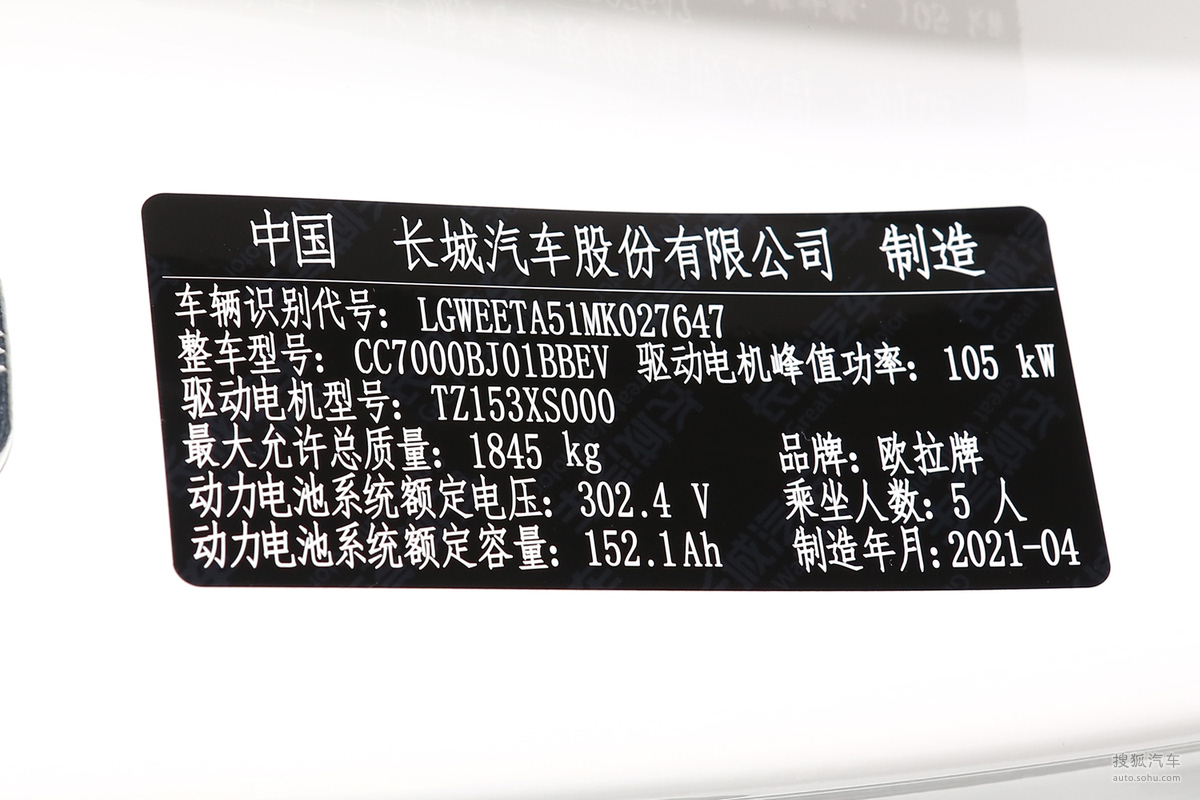 中国 长城汽车股份有限公司 制造
车辆识别代号: LGWEETA51MK027647
整车型号: CC7000BJ01BBEV 驱动电机峰值功率: 105 kW
驱动电机型号: TZ153XS000
最大允许总质量: 1845 kg 品牌: 欧拉牌
动力电池系统额定电压: 302.4 V 乘坐人数: 5 人
动力电池系统额定容量: 152.1Ah 制造年月: 2021-04
搜狐汽车
auto.sohu.com